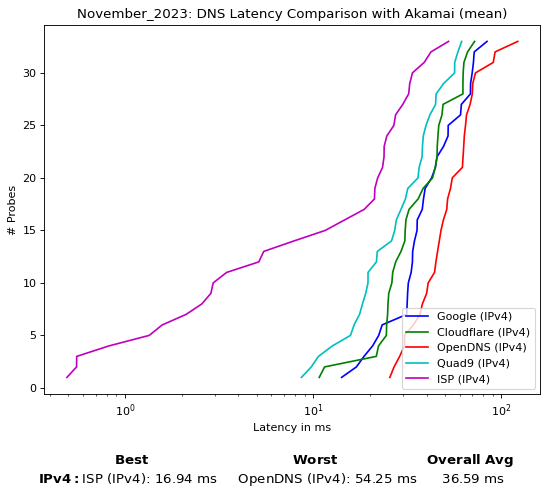 November_2023: DNS Latency Comparison with Akamai (mean)
# Probes
30
25
20
15
10
5
0
Google (IPv4)
Cloudflare (IPv4)
OpenDNS (IPv4)
Quad9 (IPv4)
ISP (IPv4)
10⁰ 10¹ 10²
Latency in ms
Best Worst Overall Avg
IPv4: ISP (IPv4): 16.94 ms OpenDNS (IPv4): 54.25 ms 36.59 ms